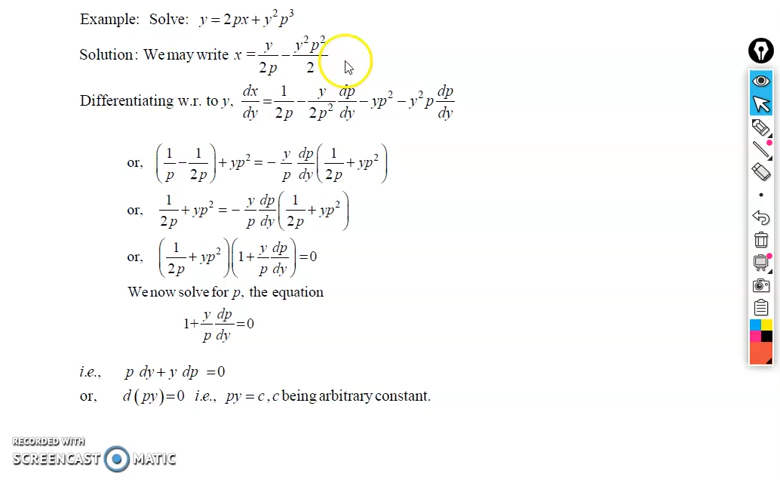 Example: Solve: y = 2px + y²p³
Solution: We may write x = y/2p − y²p²/2
Differentiating w.r. to y, dx/dy = 1/2p − y/2p² dp/dy − yp² − y²p dp/dy
or, (1/p − 1/2p) + yp² = − y/p dp/dy (1/2p + yp²)
or, 1/2p + yp² = − y/p dp/dy (1/2p + yp²)
or, (1/2p + yp²)(1 + y/p dp/dy) = 0
We now solve for p, the equation
1 + y/p dp/dy = 0
i.e., p dy + y dp = 0
or, d(py) = 0 i.e., py = c, c being arbitrary constant.
RECORDED WITH
SCREENCAST MATIC